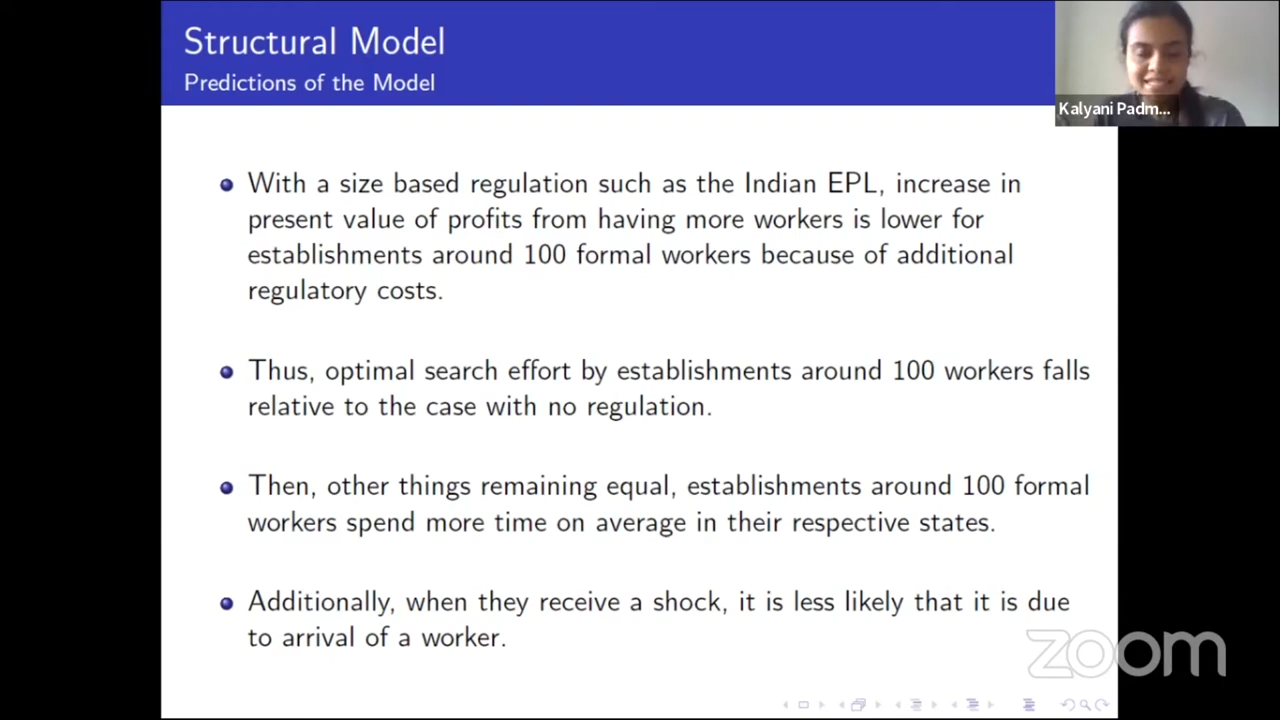 Structural Model
Predictions of the Model
Kalyani Padm...
With a size based regulation such as the Indian EPL, increase in
present value of profits from having more workers is lower for
establishments around 100 formal workers because of additional
regulatory costs.
Thus, optimal search effort by establishments around 100 workers falls
relative to the case with no regulation.
Then, other things remaining equal, establishments around 100 formal
workers spend more time on average in their respective states.
Additionally, when they receive a shock, it is less likely that it is due
to arrival of a worker.
zoom